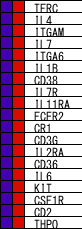 TFRC
IL4
ITGAM
IL7
ITGA6
IL1R
CD38
IL7R
IL11RA
FCER2
CR1
CD3G
IL2RA
CD36
IL6
KIT
CSF1R
CD2
THPO